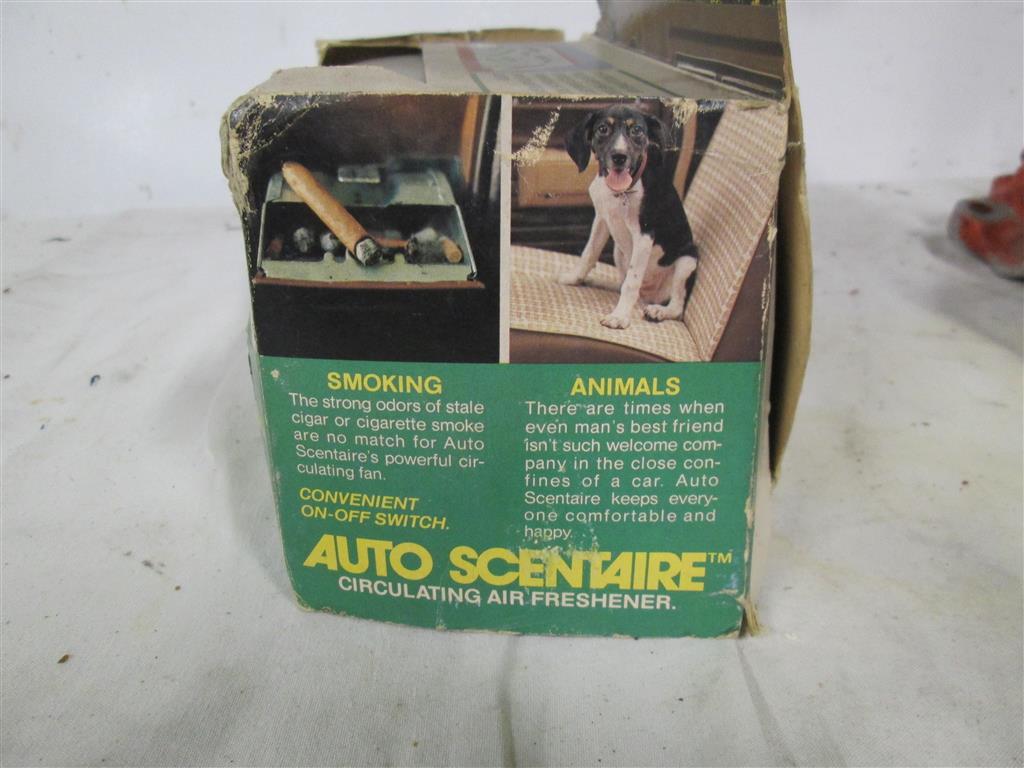 SMOKING
The strong odors of stale
cigar or cigarette smoke
are no match for Auto
Scentaire's powerful cir-
culating fan.
CONVENIENT
ON-OFF SWITCH.
ANIMALS
There are times when
even man's best friend
isn't such welcome com-
pany in the close con-
fines of a car. Auto
Scentaire keeps every-
one comfortable and
happy.
AUTO SCENTAIRE™
CIRCULATING AIR FRESHENER.